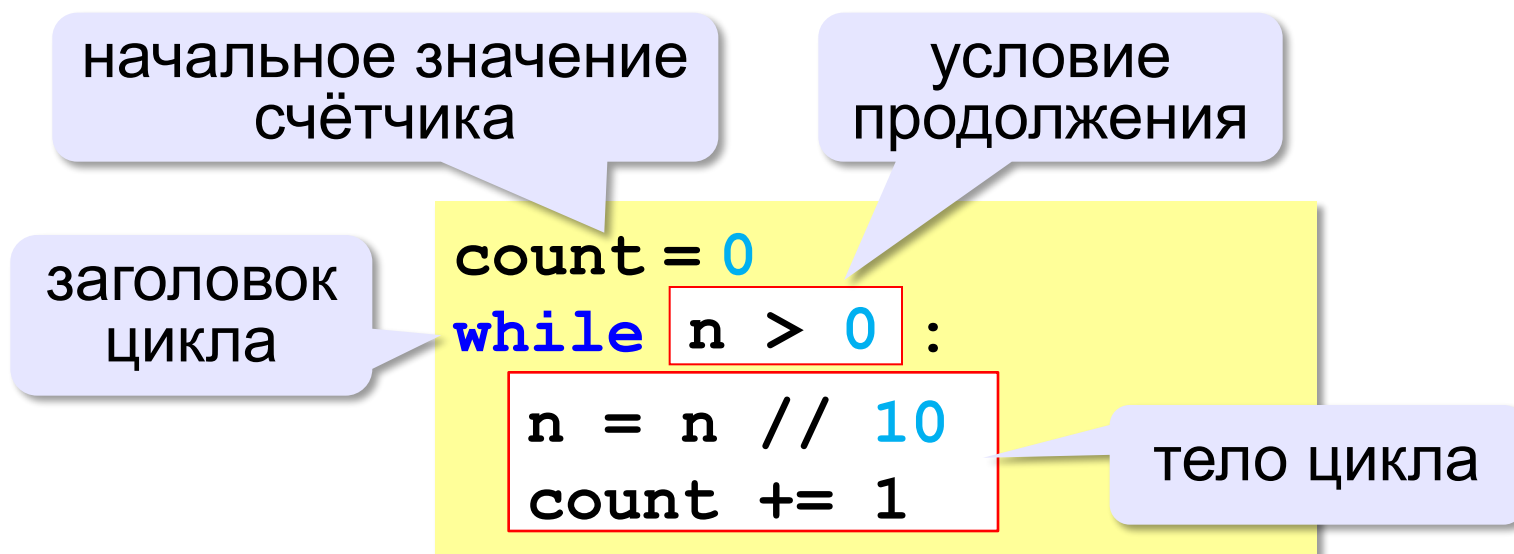 начальное значение
счётчика
условие
продолжения
заголовок
цикла
count = 0
while n > 0 :
n = n // 10
count += 1
тело цикла